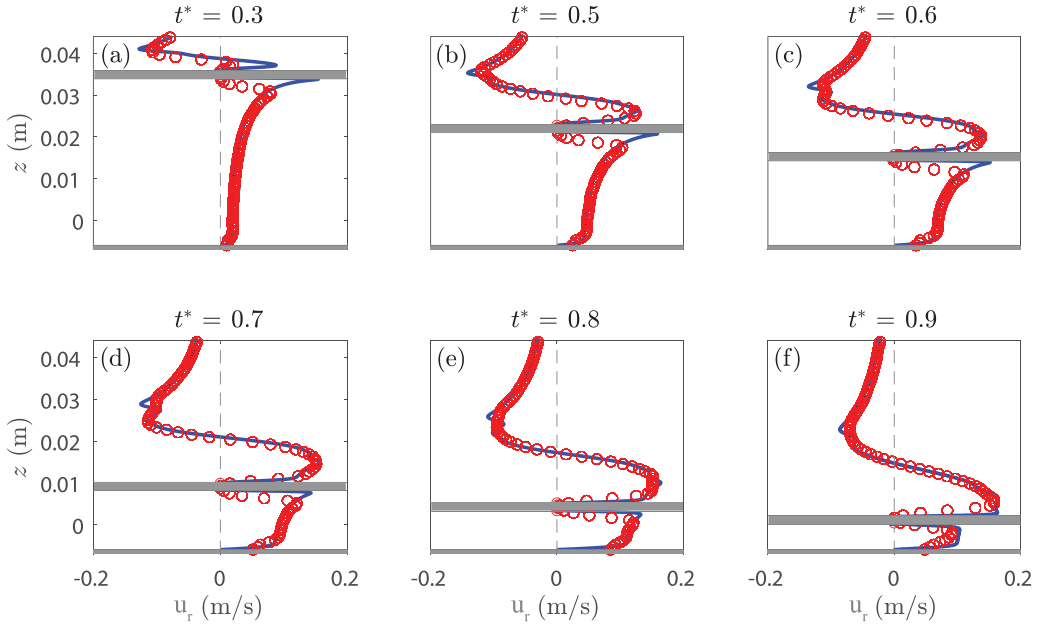 t* = 0.3
t* = 0.5
t* = 0.6
(a)
(b)
(c)
0.04
0.03
0.02
0.01
0
z (m)
t* = 0.7
t* = 0.8
t* = 0.9
(d)
(e)
(f)
0.04
0.03
0.02
0.01
0
z (m)
-0.2 0 0.2
-0.2 0 0.2
-0.2 0 0.2
u_r (m/s)
u_r (m/s)
u_r (m/s)